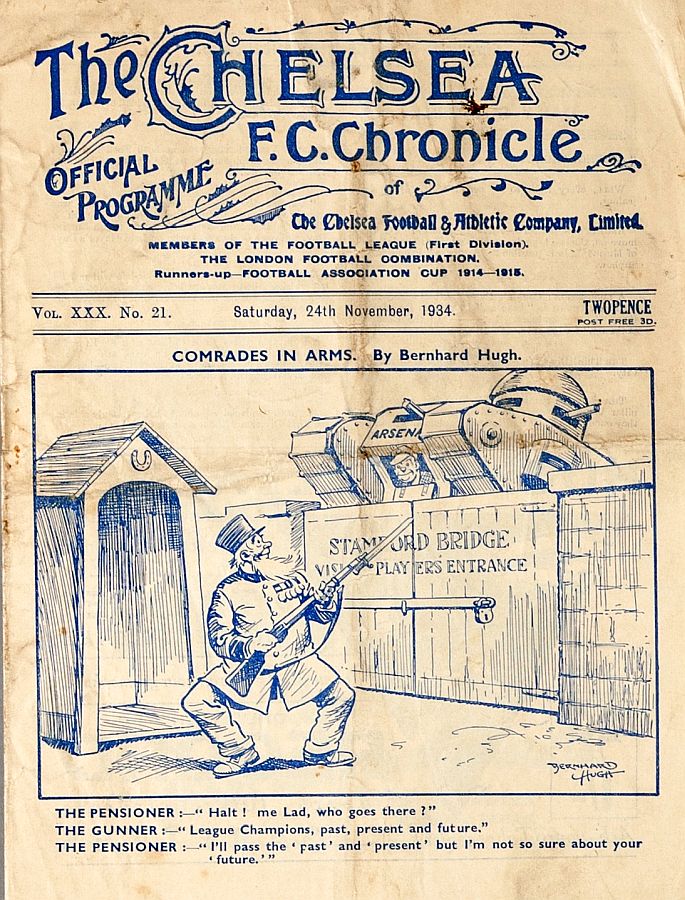 The CHELSEA
F.C. Chronicle
OFFICIAL
PROGRAMME
of
The Chelsea Football & Athletic Company, Limited.
MEMBERS OF THE FOOTBALL LEAGUE (First Division).
THE LONDON FOOTBALL COMBINATION.
Runners-up—FOOTBALL ASSOCIATION CUP 1914—1915.
VOL. XXX. No. 21.
Saturday, 24th November, 1934.
TWOPENCE
POST FREE 3D.
COMRADES IN ARMS. By Bernhard Hugh.
ARSENA
STAMFORD BRIDGE
PLAYERS ENTRANCE
BERNHARD
HUGH
THE PENSIONER :—“ Halt ! me Lad, who goes there ?”
THE GUNNER :—“ League Champions, past, present and future.”
THE PENSIONER :—“ I'll pass the ‘ past’ and ‘ present’ but I'm not so sure about your
‘ future.’ ”